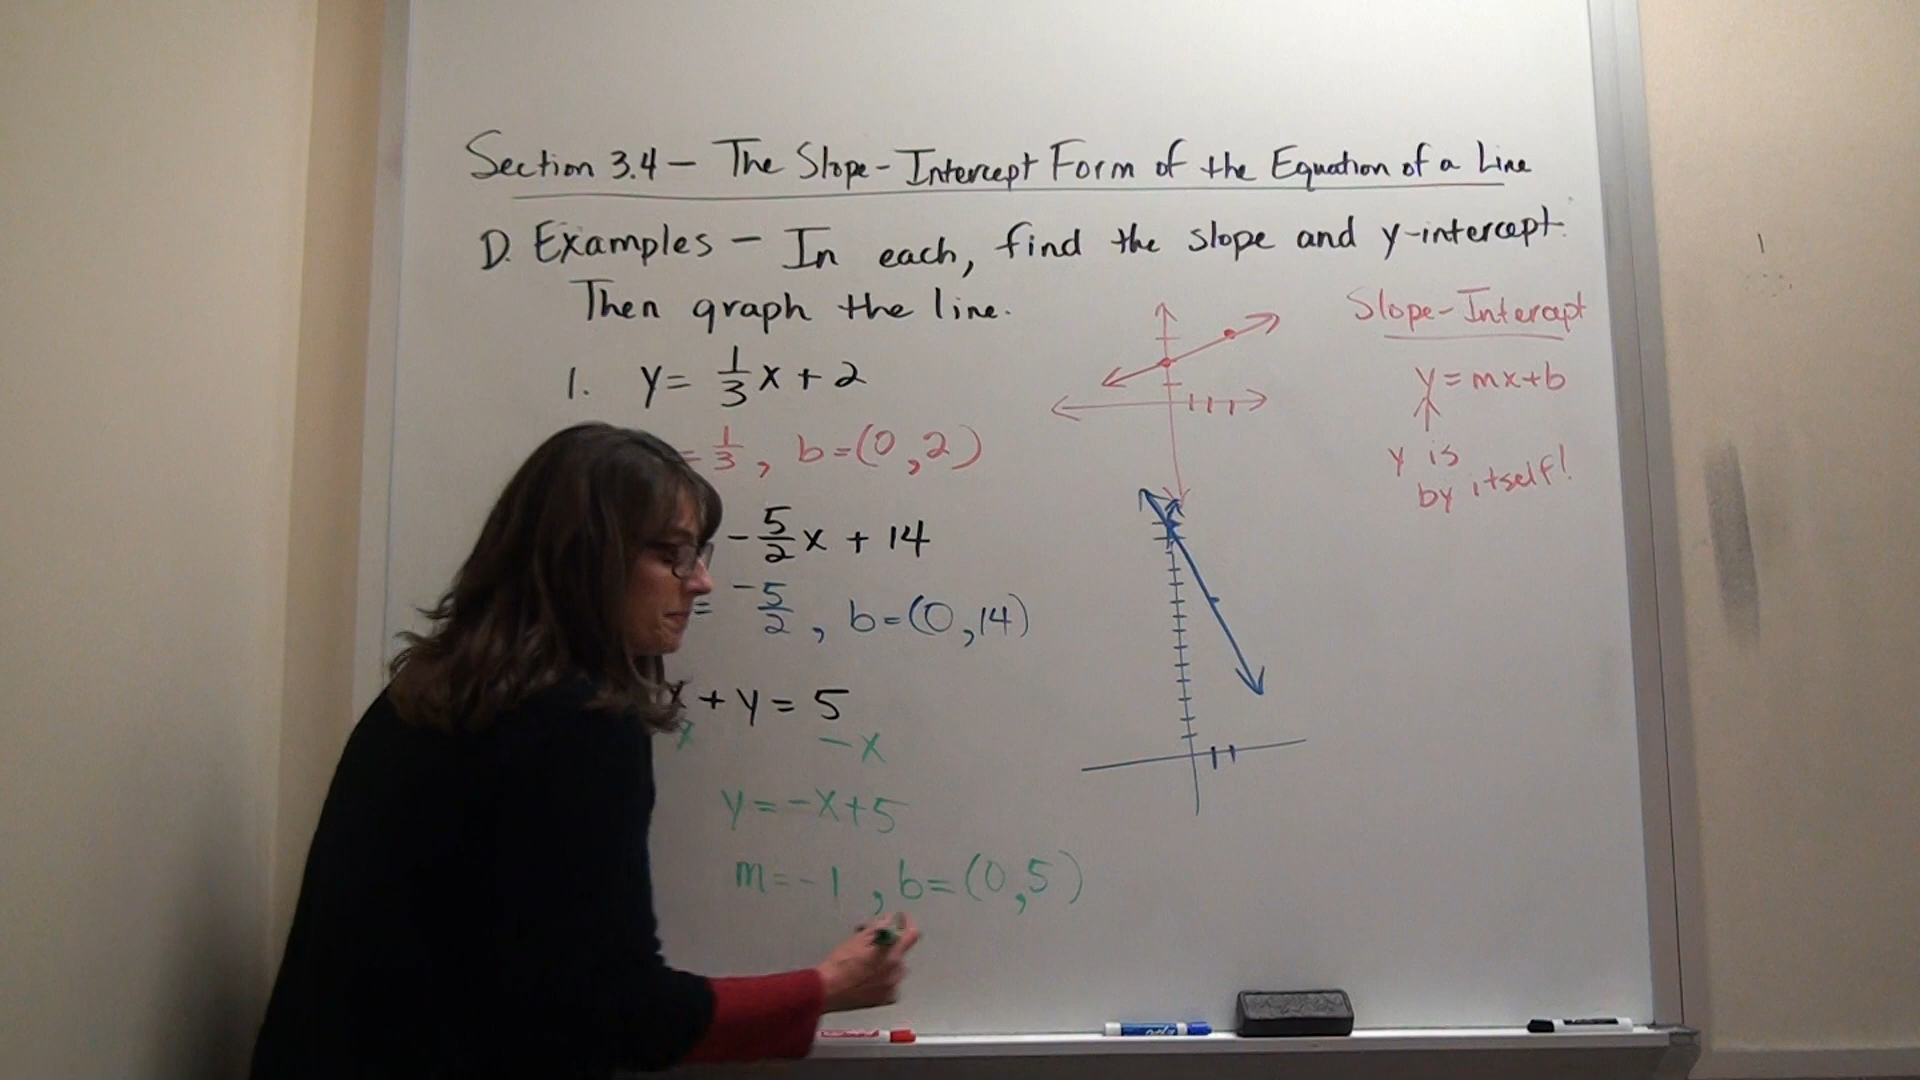 Section 3.4 - The Slope-Intercept Form of the Equation of a Line
D. Examples - In each, find the slope and y-intercept.
Then graph the line.
1. y = 1/3 x + 2
= 1/3, b=(0,2)
-5/2 x + 14
= -5/2, b=(0,14)
x + y = 5
x -x
y=-x+5
m=-1, b=(0,5)
Slope-Intercept
y=mx+b
y is
by itself!